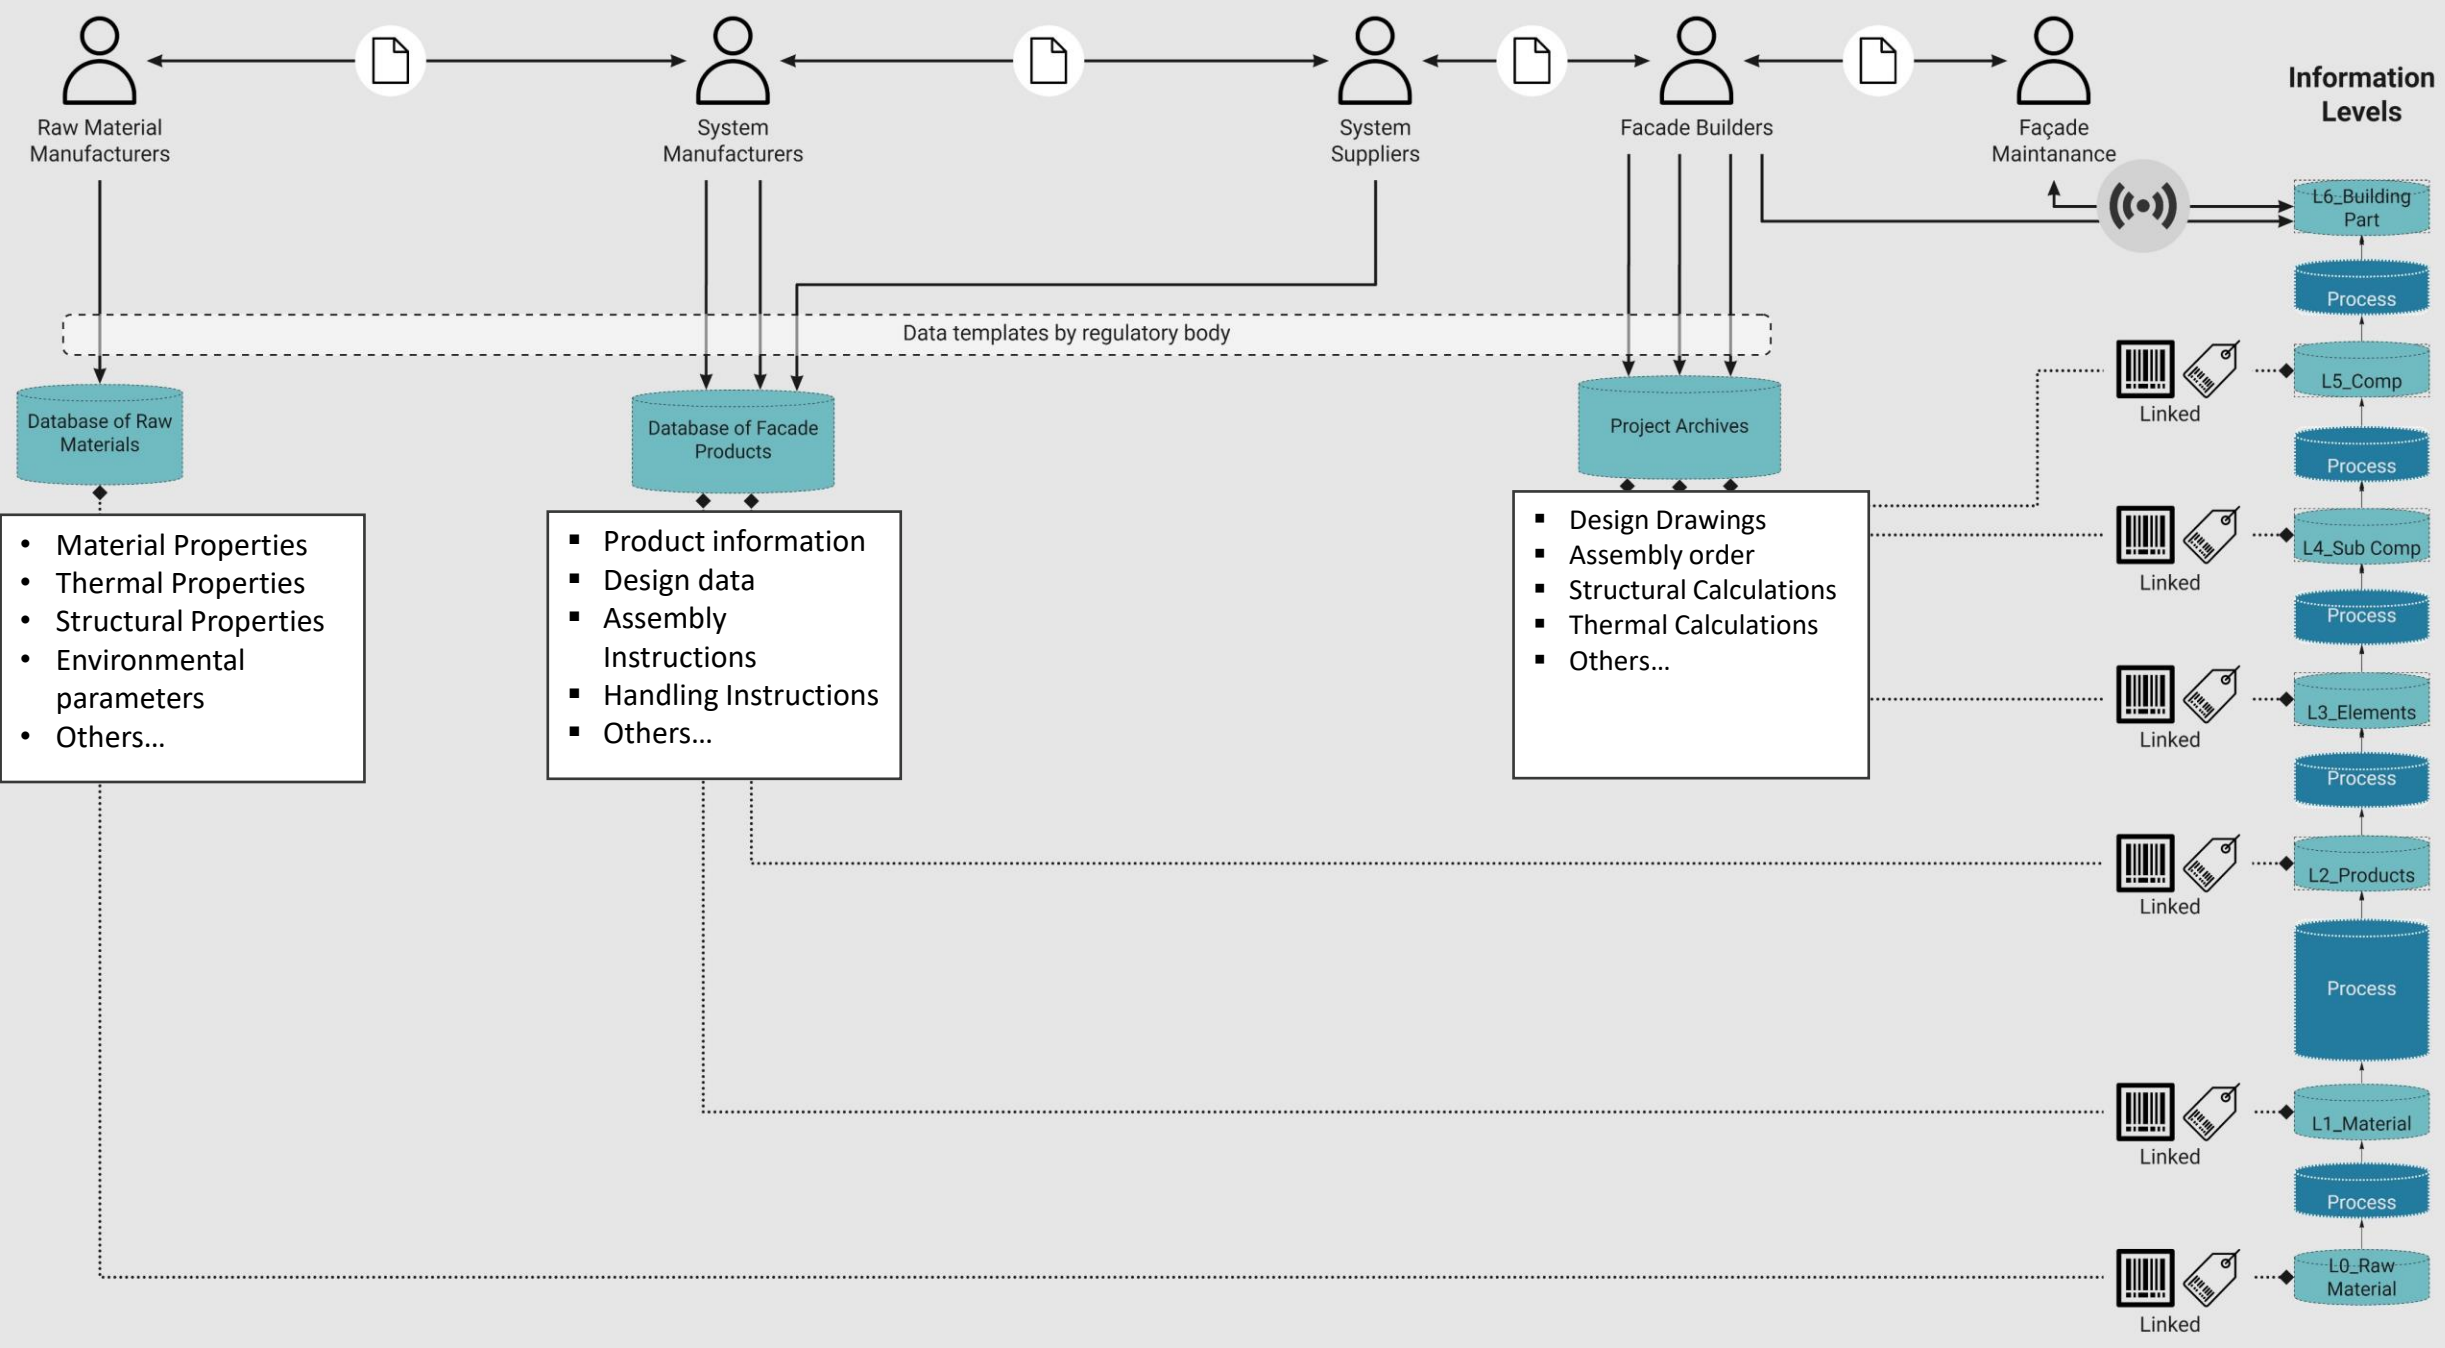 Raw Material
Manufacturers
System
Manufacturers
System
Suppliers
Facade Builders
Façade
Maintanance
Information
Levels
Data templates by regulatory body
Database of Raw
Materials
Database of Facade
Products
Project Archives
• Material Properties
• Thermal Properties
• Structural Properties
• Environmental
parameters
• Others...
▪ Product information
▪ Design data
▪ Assembly
Instructions
▪ Handling Instructions
▪ Others...
▪ Design Drawings
▪ Assembly order
▪ Structural Calculations
▪ Thermal Calculations
▪ Others...
L6_Building
Part
Process
L5_Comp
Linked
Process
L4_Sub Comp
Linked
Process
L3_Elements
Linked
Process
L2_Products
Linked
Process
L1_Material
Linked
Process
L0_Raw
Material
Linked